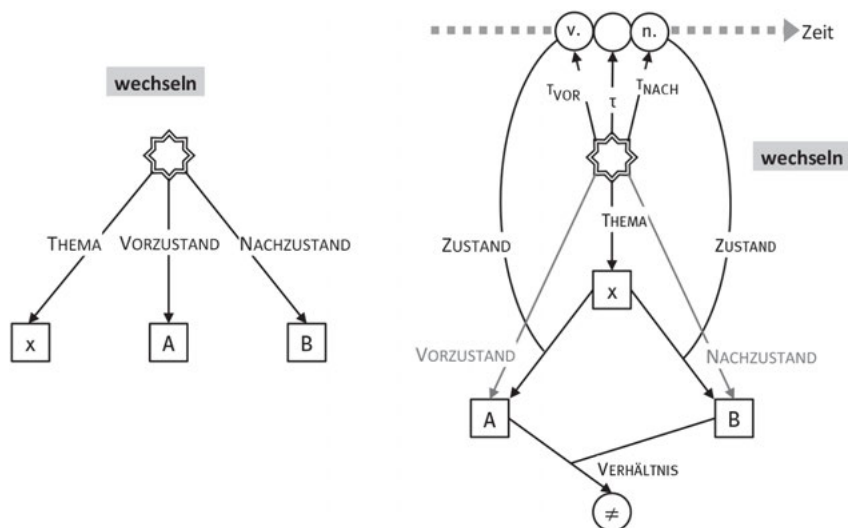 wechseln
THEMA VORZUSTAND NACHZUSTAND
x A B
v. n. Zeit
τVOR τ τNACH
wechseln
THEMA
ZUSTAND ZUSTAND
x
VORZUSTAND NACHZUSTAND
A B
VERHÄLTNIS
≠